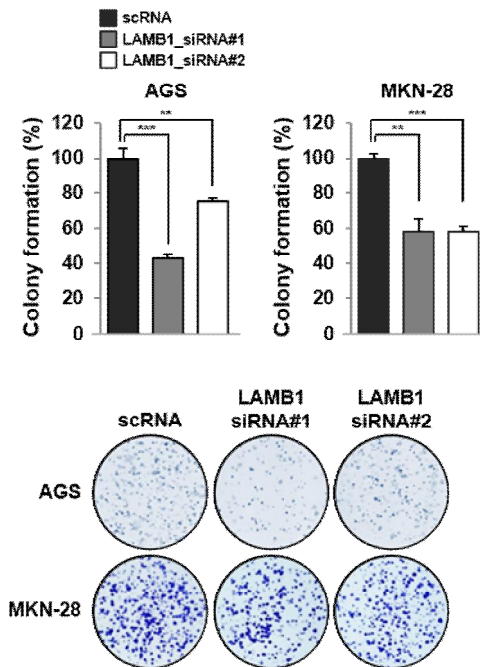 scRNA
LAMB1_siRNA#1
LAMB1_siRNA#2
AGS
Colony formation (%)
120
100
80
60
40
20
0
**
***
MKN-28
Colony formation (%)
120
100
80
60
40
20
0
***
**
scRNA
LAMB1
siRNA#1
LAMB1
siRNA#2
AGS
MKN-28